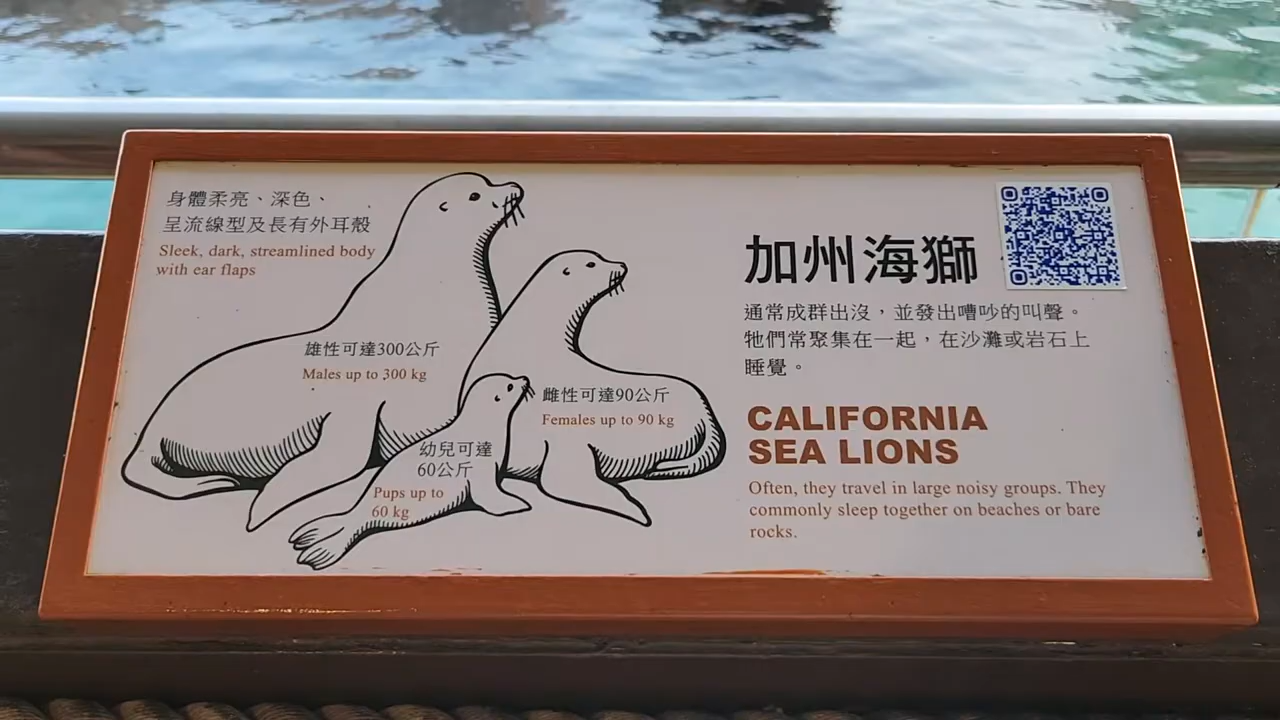 身體柔亮、深色、
呈流線型及長有外耳殼
Sleek, dark, streamlined body
with ear flaps
雄性可達300公斤
Males up to 300 kg
雌性可達90公斤
Females up to 90 kg
幼兒可達
60公斤
Pups up to
60 kg
加州海獅
通常成群出沒，並發出嘈吵的叫聲。
牠們常聚集在一起，在沙灘或岩石上
睡覺。
CALIFORNIA
SEA LIONS
Often, they travel in large noisy groups. They
commonly sleep together on beaches or bare
rocks.